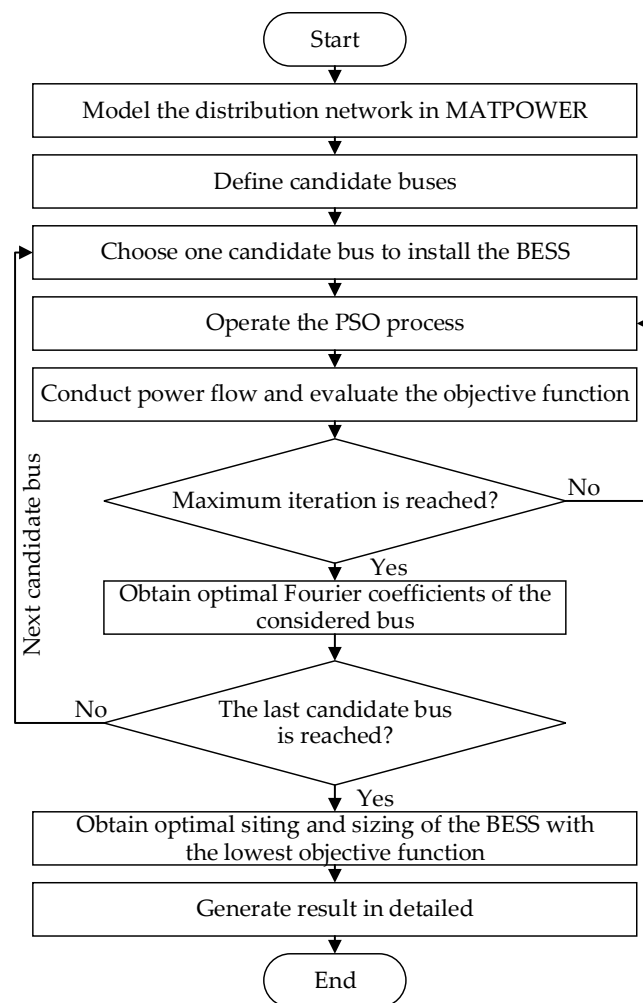 Start
Model the distribution network in MATPOWER
Define candidate buses
Choose one candidate bus to install the BESS
Operate the PSO process
Conduct power flow and evaluate the objective function
Maximum iteration is reached?
No
Yes
Obtain optimal Fourier coefficients of the
considered bus
Next candidate bus
The last candidate bus
is reached?
No
Yes
Obtain optimal siting and sizing of the BESS with
the lowest objective function
Generate result in detailed
End